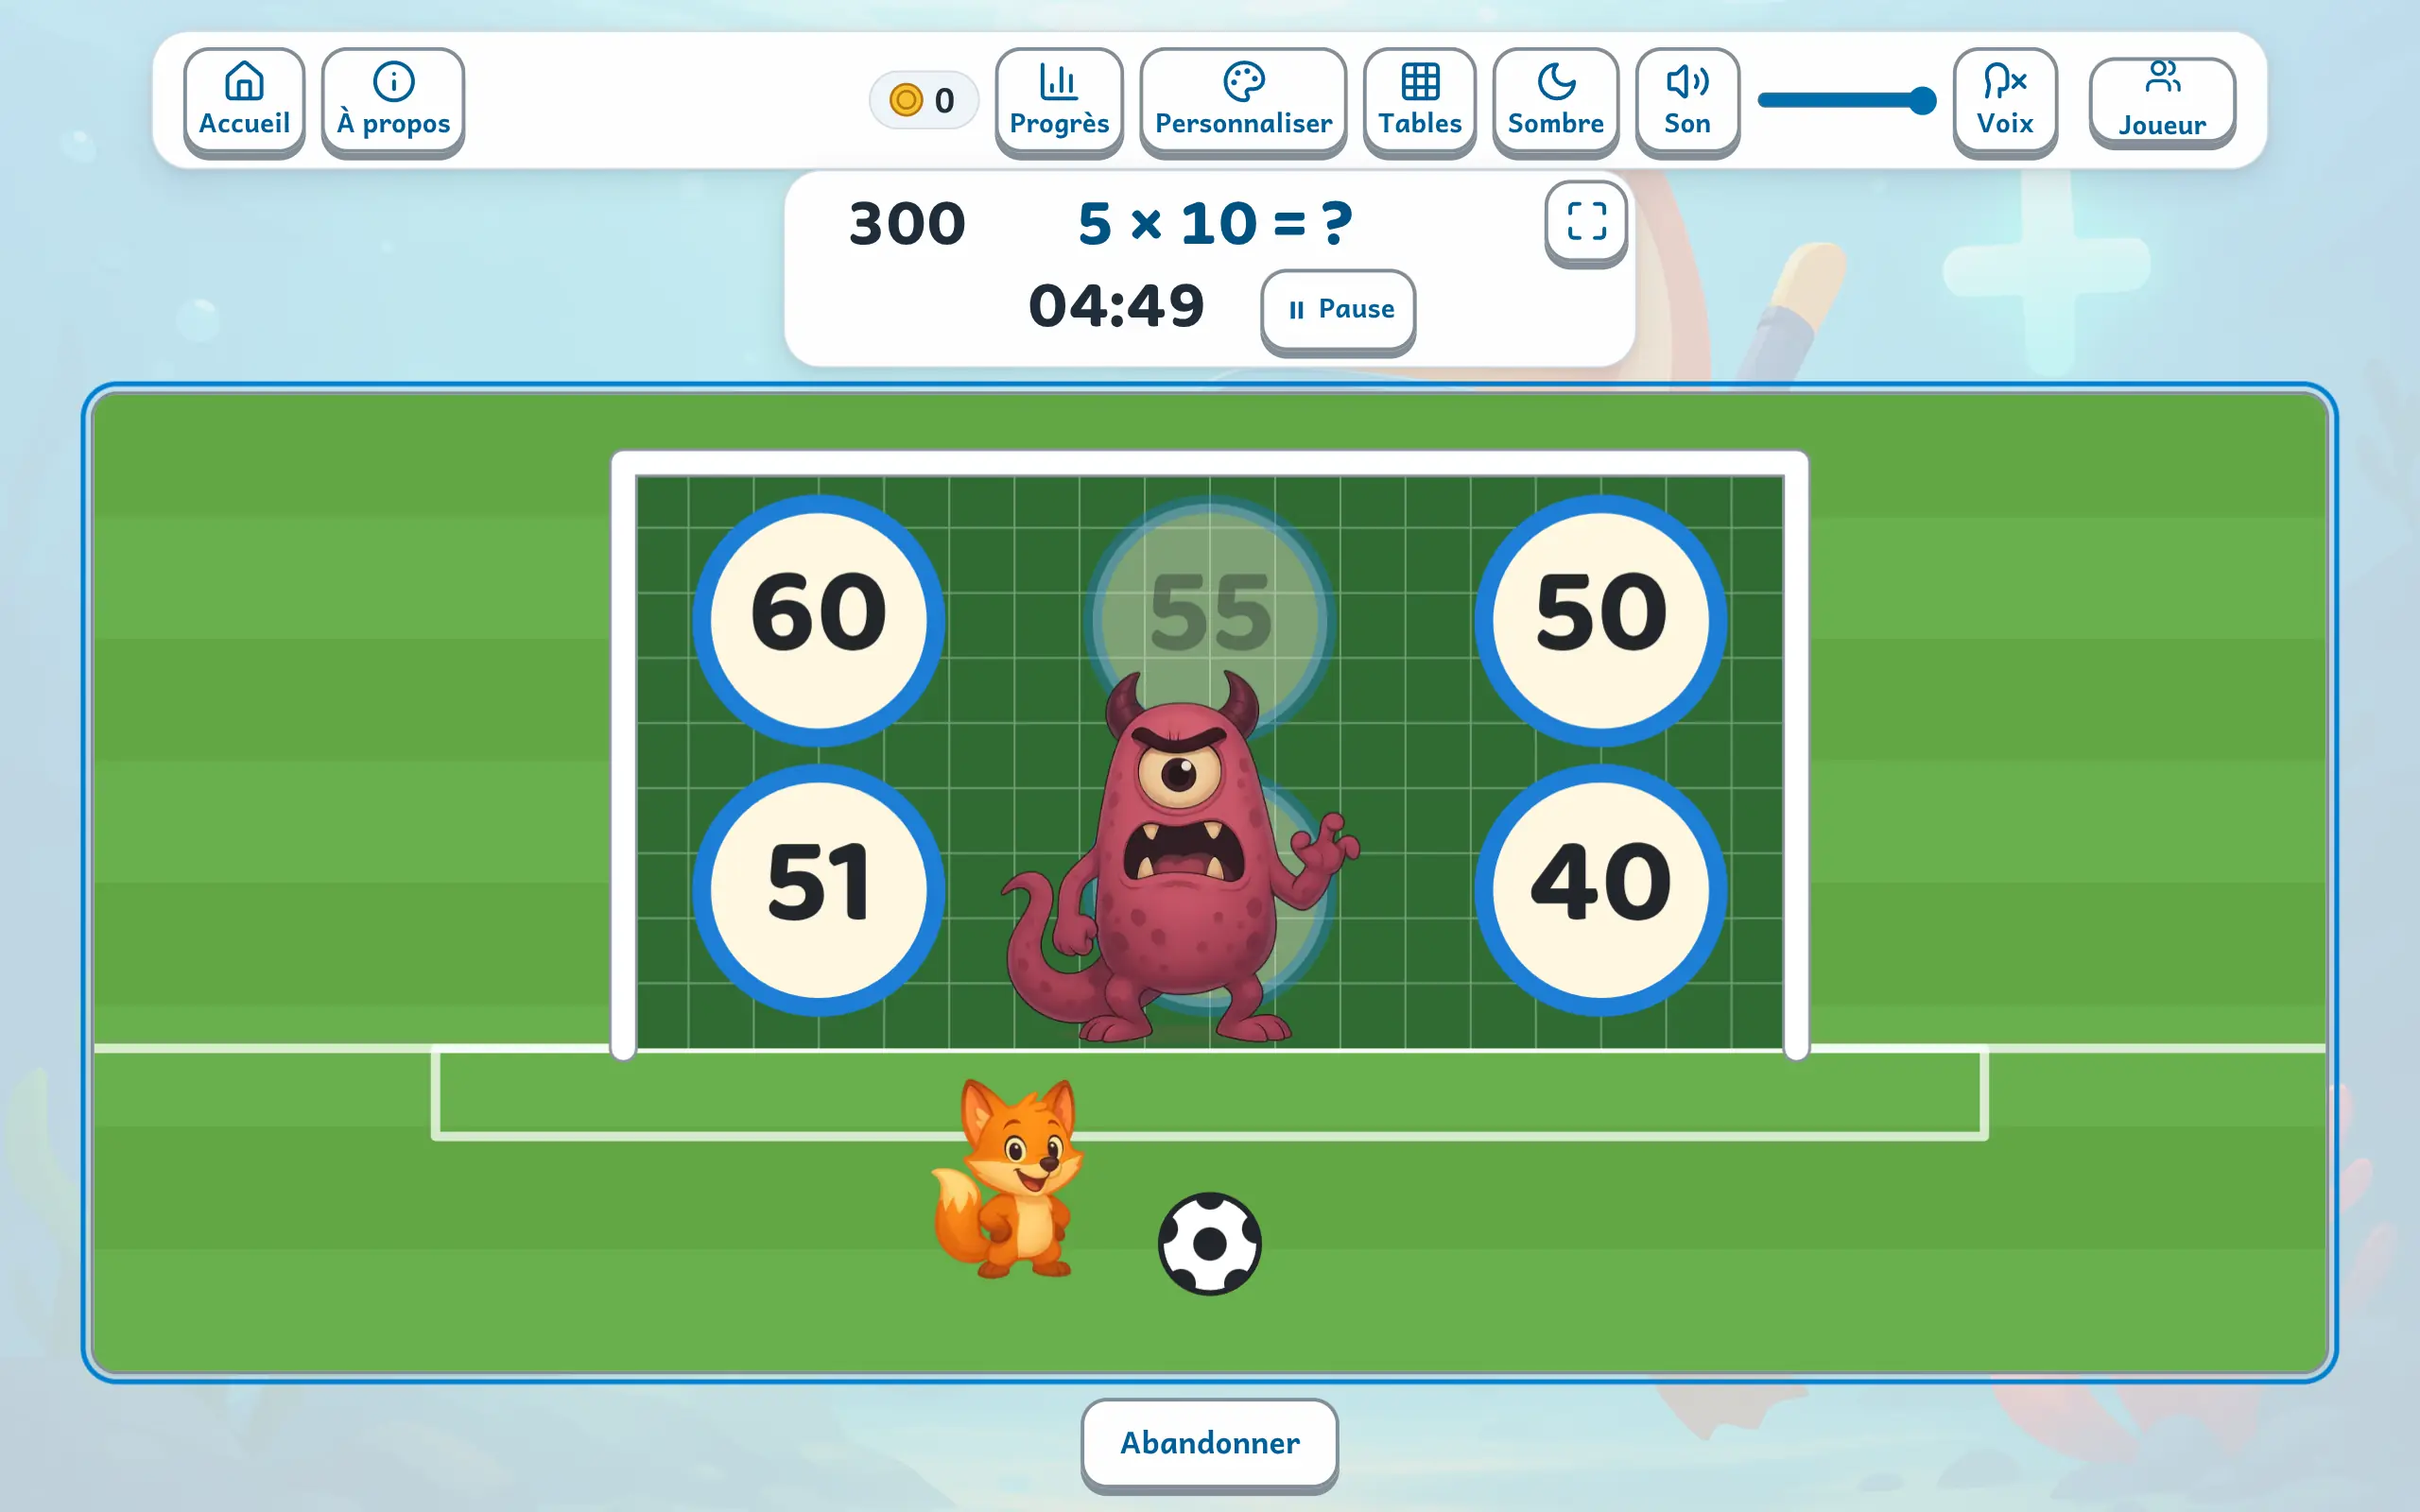 Accueil
À propos
0
Progrès
Personnaliser
Tables
Sombre
Son
Voix
Joueur
300
5 × 10 = ?
04:49
Pause
60
55
50
51
40
Abandonner